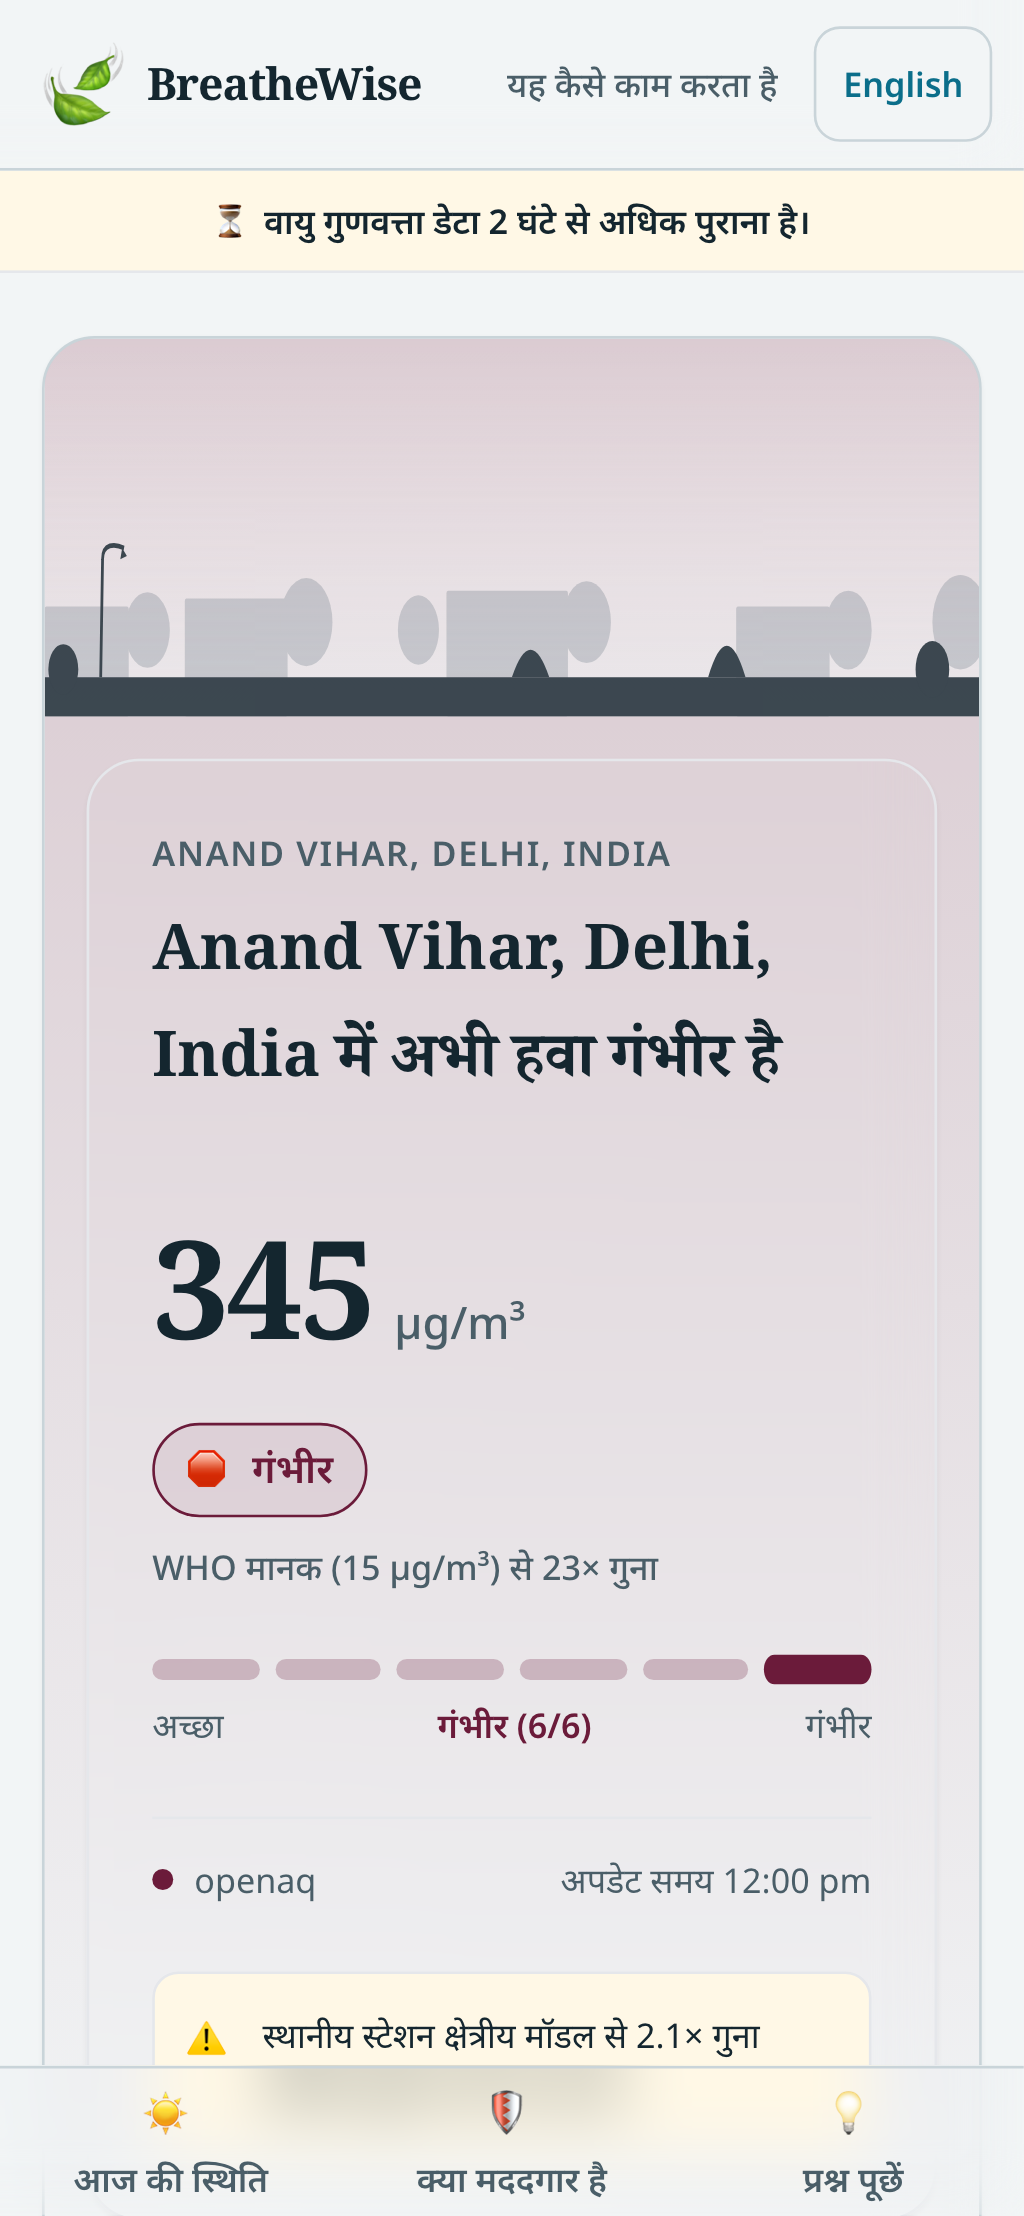 BreatheWise
यह कैसे काम करता है
English
वायु गुणवत्ता डेटा 2 घंटे से अधिक पुराना है।
ANAND VIHAR, DELHI, INDIA
Anand Vihar, Delhi,
India में अभी हवा गंभीर है
345 µg/m³
गंभीर
WHO मानक (15 µg/m³) से 23× गुना
अच्छा
गंभीर (6/6)
गंभीर
openaq
अपडेट समय 12:00 pm
स्थानीय स्टेशन क्षेत्रीय मॉडल से 2.1× गुना
आज की स्थिति
क्या मददगार है
प्रश्न पूछें